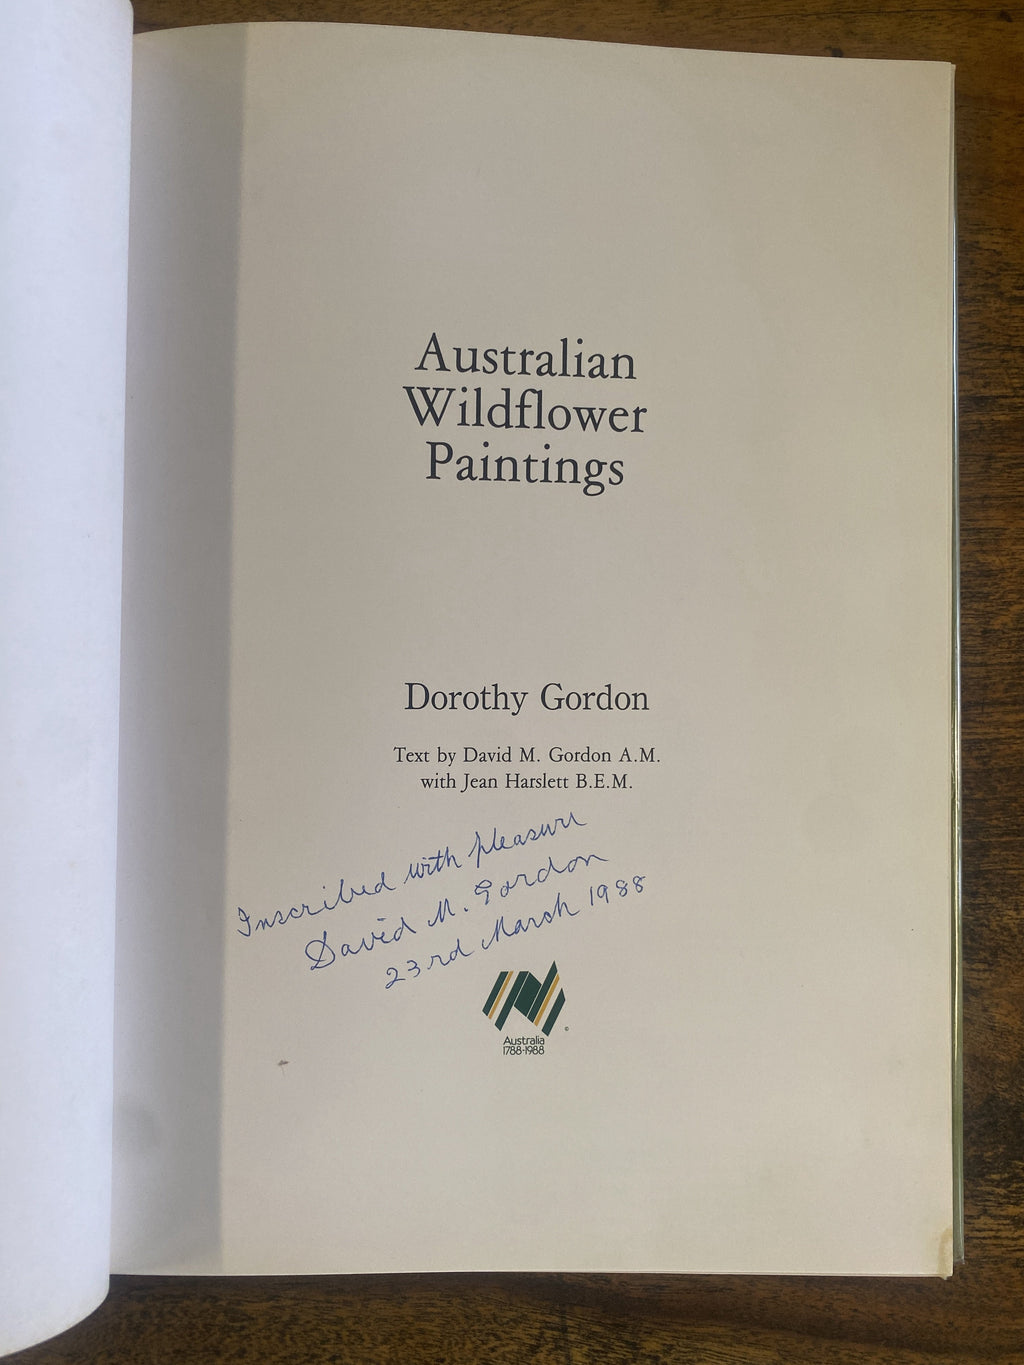 Australian
Wildflower
Paintings
Dorothy Gordon
Text by David M. Gordon A.M.
with Jean Harslett B.E.M.
Inscribed with pleasure
David M. Gordon
23rd March 1988
©
Australia
1788-1988